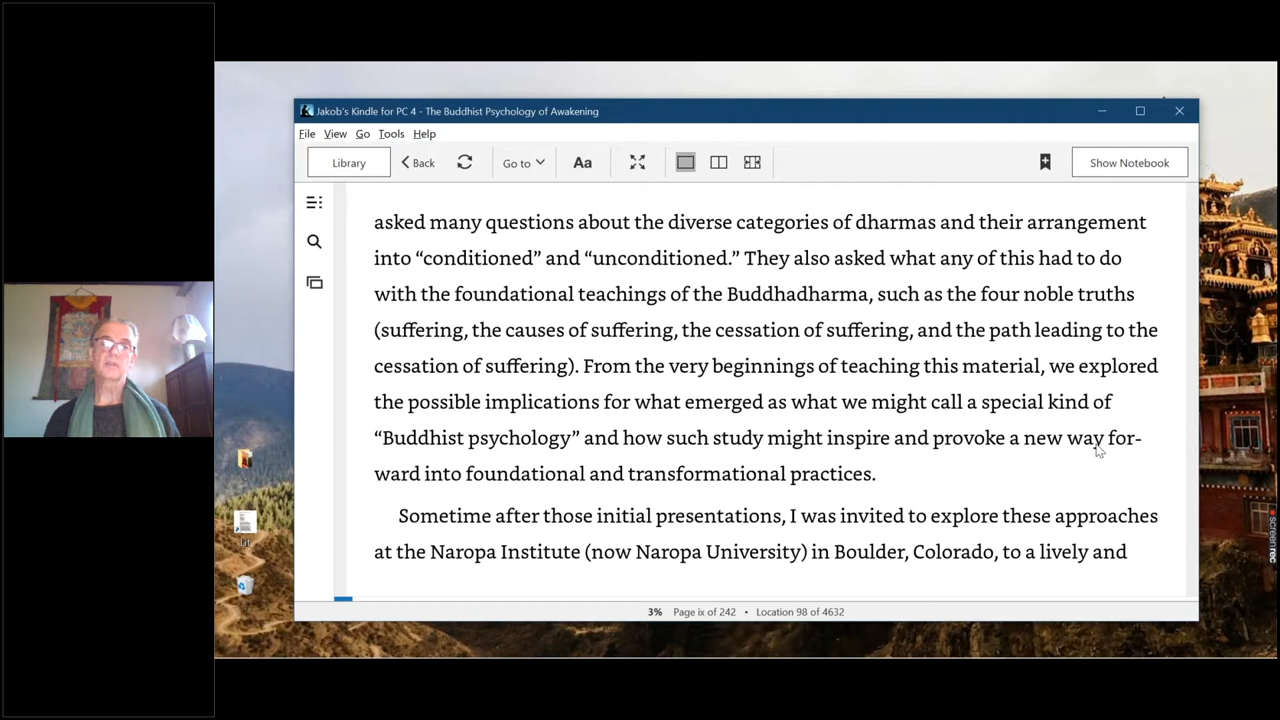 Jakob's Kindle for PC 4 - The Buddhist Psychology of Awakening
File View Go Tools Help
Library Back Go to Aa Show Notebook
asked many questions about the diverse categories of dharmas and their arrangement
into “conditioned” and “unconditioned.” They also asked what any of this had to do
with the foundational teachings of the Buddhadharma, such as the four noble truths
(suffering, the causes of suffering, the cessation of suffering, and the path leading to the
cessation of suffering). From the very beginnings of teaching this material, we explored
the possible implications for what emerged as what we might call a special kind of
“Buddhist psychology” and how such study might inspire and provoke a new way for-
ward into foundational and transformational practices.
Sometime after those initial presentations, I was invited to explore these approaches
at the Naropa Institute (now Naropa University) in Boulder, Colorado, to a lively and
3% Page ix of 242 • Location 98 of 4632
Lit
screenrec